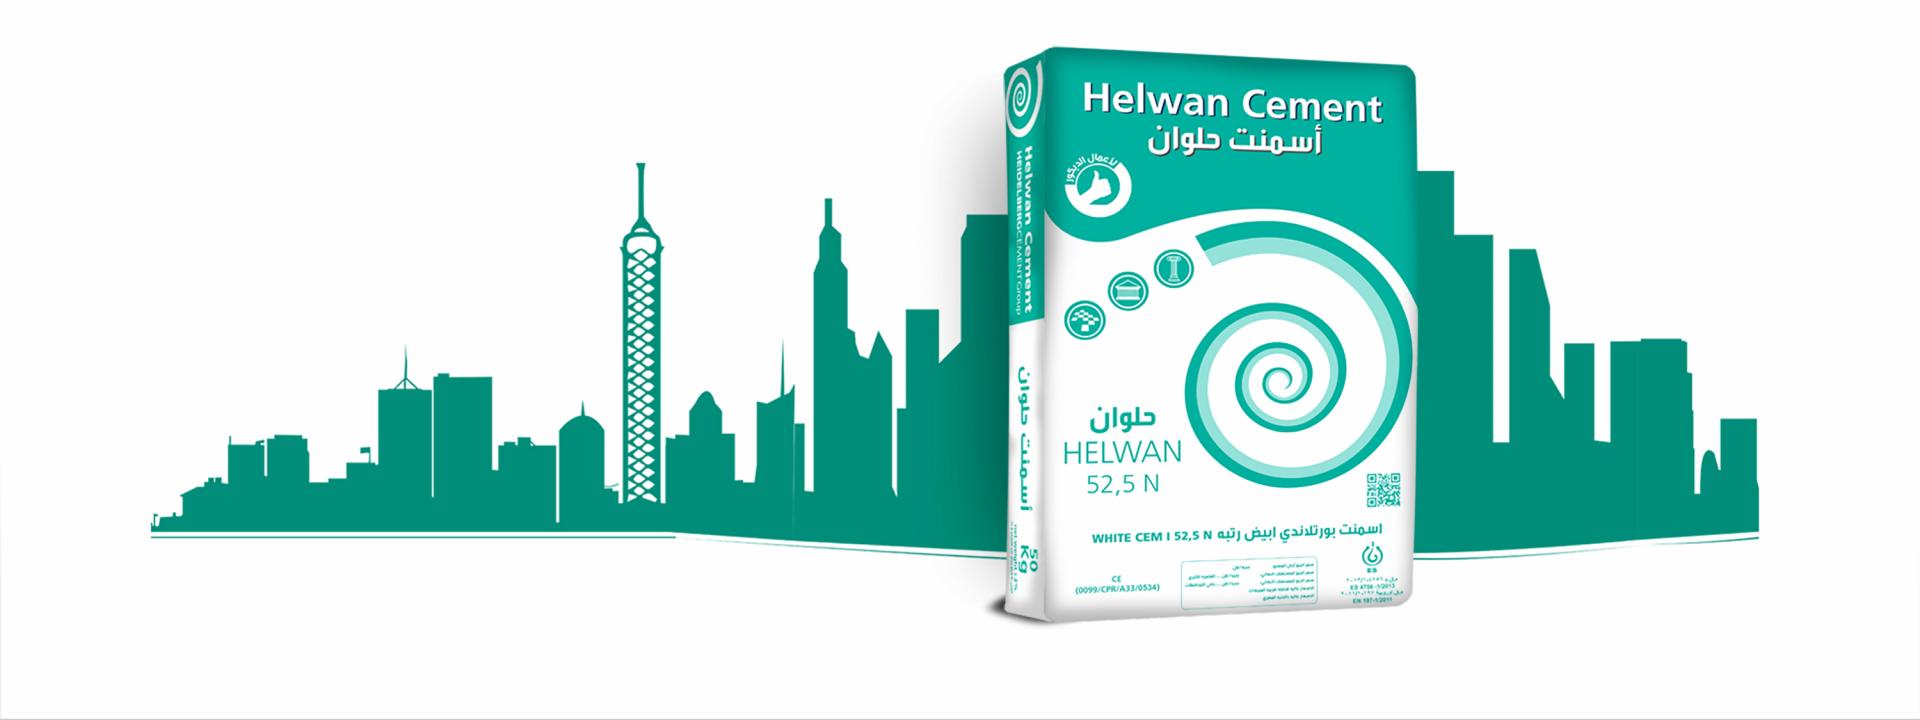 Helwan Cement
أسمنت حلوان
لأعمال الديكور
حلوان
HELWAN
52,5 N
اسمنت بورتلاندي ابيض رتبه WHITE CEM I 52,5 N
CE
(0099/CPR/A33/0534)
ES
ES 4756 -1/2013
EN 197-1/2011
Helwan Cement
HEIDELBERGCEMENT Group
أسمنت حلوان
50 Kg